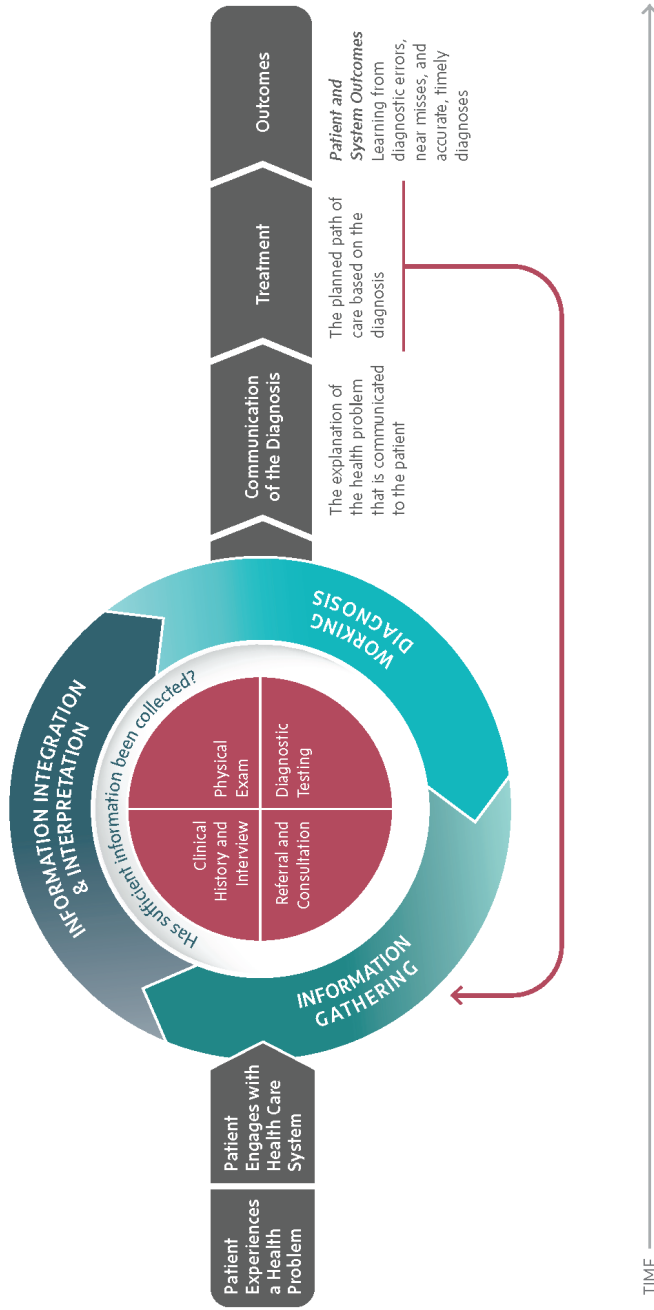 Patient
Experiences
a Health
Problem
Patient
Engages with
Health Care
System
INFORMATION
GATHERING
INFORMATION INTEGRATION
& INTERPRETATION
WORKING
DIAGNOSIS
Has sufficient information been collected?
Clinical
History and
Interview
Physical
Exam
Referral and
Consultation
Diagnostic
Testing
Communication
of the Diagnosis
The explanation of
the health problem
that is communicated
to the patient
Treatment
The planned path of
care based on the
diagnosis
Outcomes
Patient and
System Outcomes
Learning from
diagnostic errors,
near misses, and
accurate, timely
diagnoses
TIME